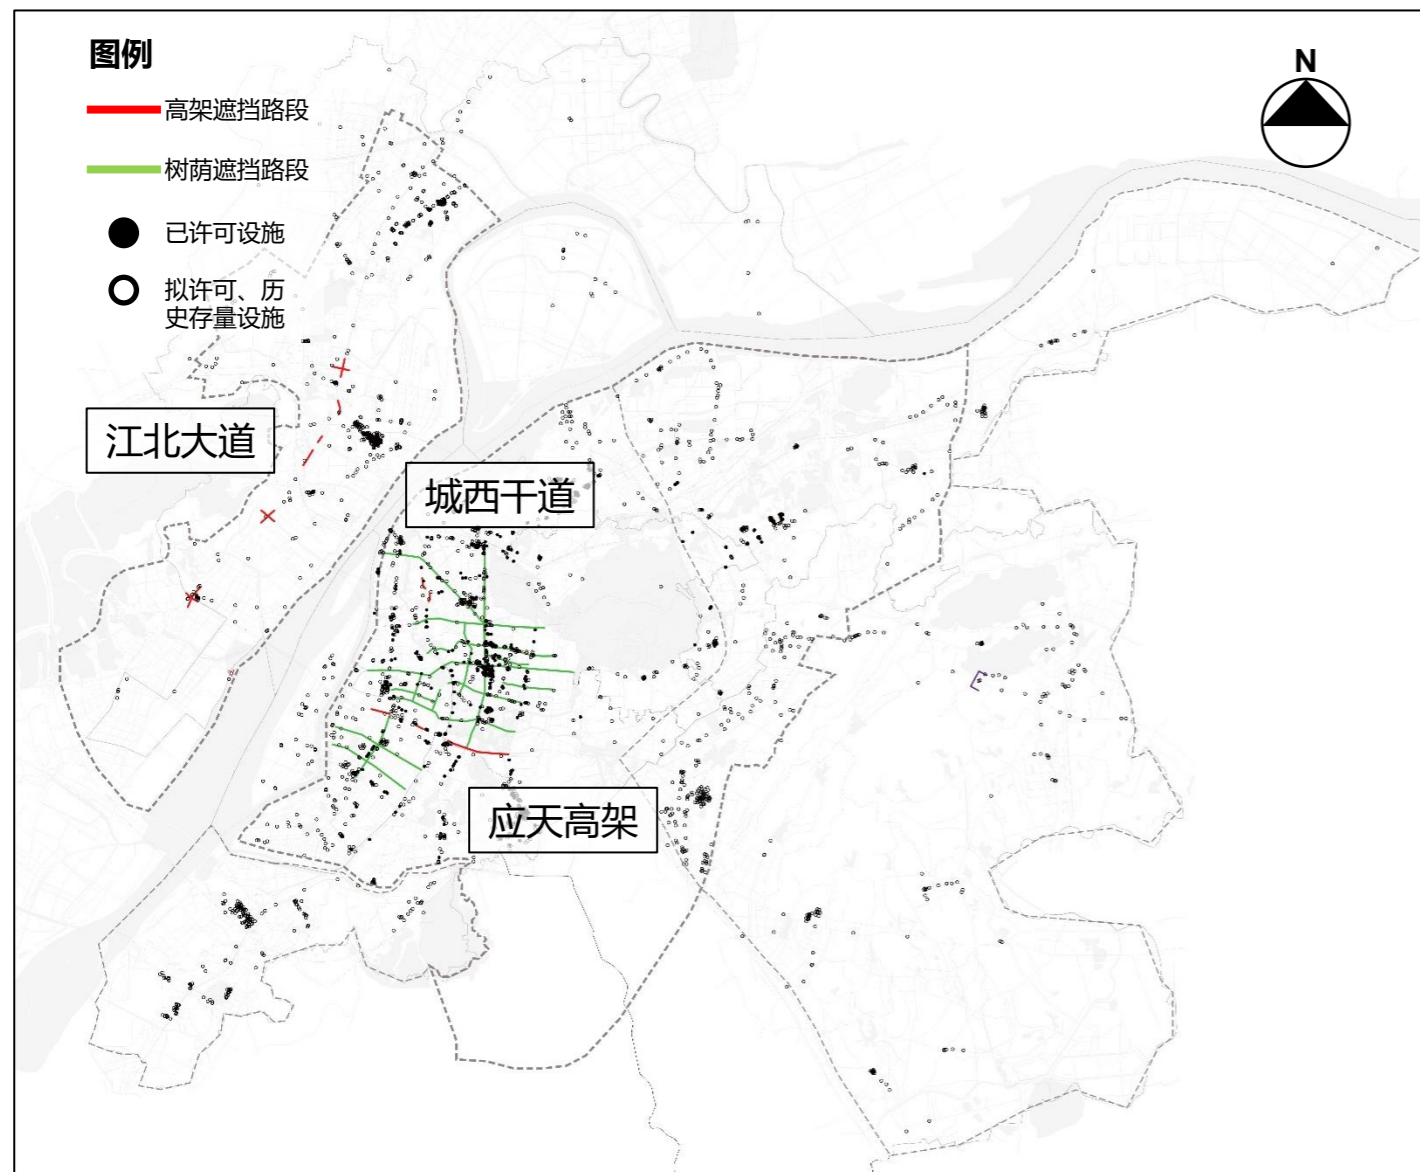 图例
N
高架遮挡路段
树荫遮挡路段
已许可设施
拟许可、历
史存量设施
江北大道
城西干道
应天高架